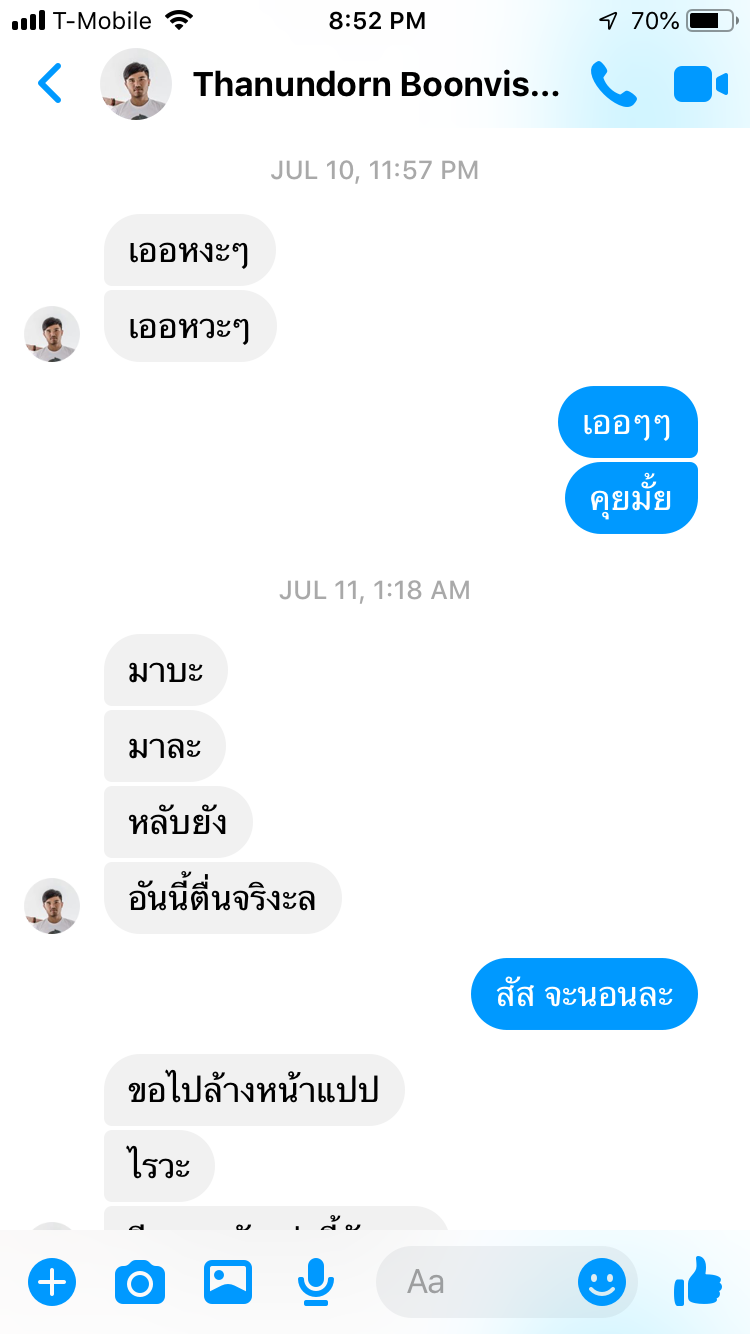 T-Mobile 8:52 PM 70%
Thanundorn Boonvis...
JUL 10, 11:57 PM
เออหงะๆ
เออหวะๆ
เออๆๆ
คุยมั้ย
JUL 11, 1:18 AM
มาบะ
มาละ
หลับยัง
อันนี้ตื่นจริงะล
สัส จะนอนละ
ขอไปล้างหน้าแปป
ไรวะ
Aa